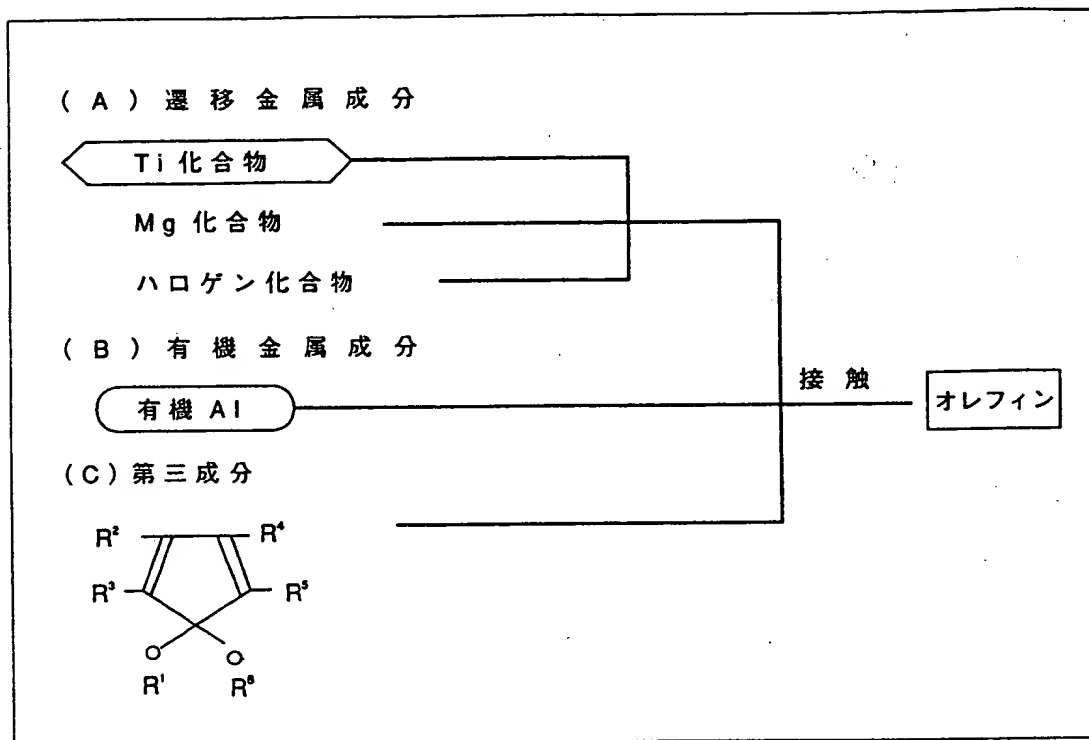 (A)遷移金属成分
Ti化合物
Mg化合物
ハロゲン化合物
(B)有機金属成分
有機Al
接触
オレフィン
(C)第三成分
R² R⁴
R³ R⁵
O O
R¹ R⁶